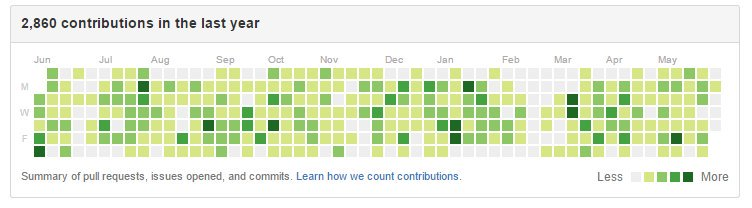 2,860 contributions in the last year
Jun Jul Aug Sep Oct Nov Dec Jan Feb Mar Apr May
M
W
F
Summary of pull requests, issues opened, and commits. Learn how we count contributions.
Less More